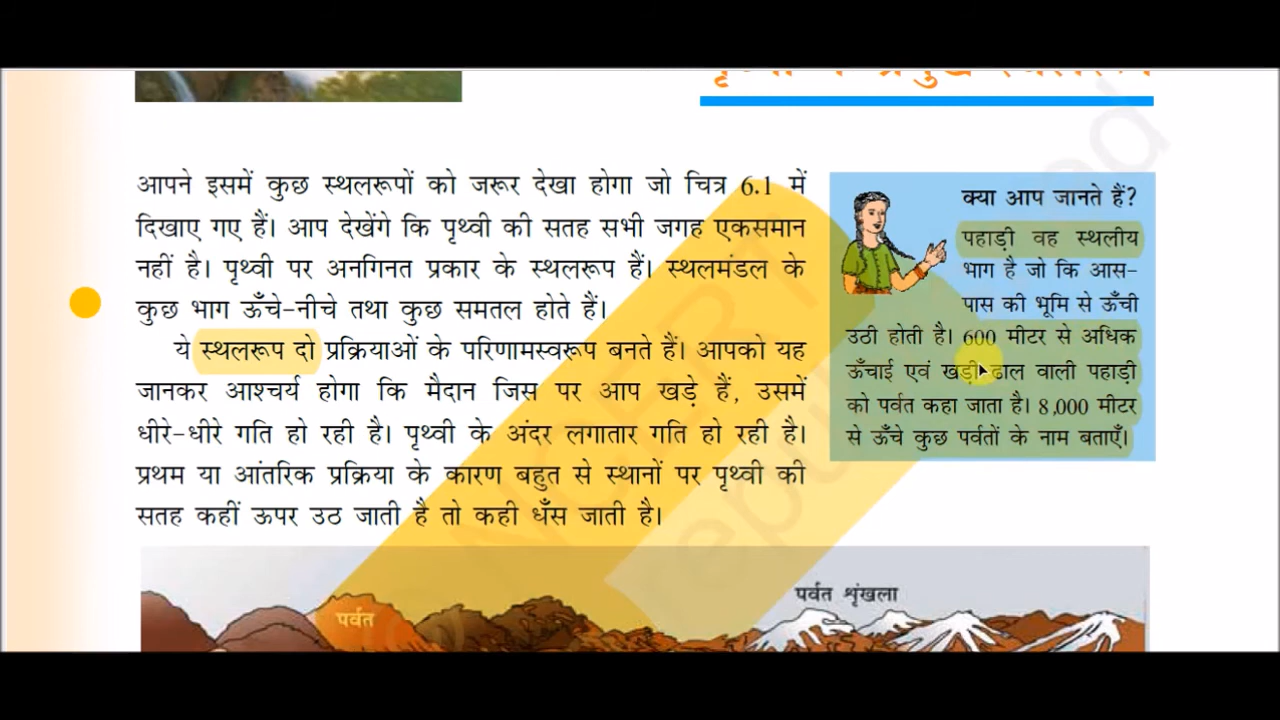 आपने इसमें कुछ स्थलरूपों को जरूर देखा होगा जो चित्र 6.1 में
दिखाए गए हैं। आप देखेंगे कि पृथ्वी की सतह सभी जगह एकसमान
नहीं है। पृथ्वी पर अनगिनत प्रकार के स्थलरूप हैं। स्थलमंडल के
कुछ भाग ऊँचे-नीचे तथा कुछ समतल होते हैं।
ये स्थलरूप दो प्रक्रियाओं के परिणामस्वरूप बनते हैं। आपको यह
जानकर आश्चर्य होगा कि मैदान जिस पर आप खड़े हैं, उसमें
धीरे-धीरे गति हो रही है। पृथ्वी के अंदर लगातार गति हो रही है।
प्रथम या आंतरिक प्रक्रिया के कारण बहुत से स्थानों पर पृथ्वी की
सतह कहीं ऊपर उठ जाती है तो कही धँस जाती है।
क्या आप जानते हैं?
पहाड़ी वह स्थलीय
भाग है जो कि आस-
पास की भूमि से ऊँची
उठी होती है। 600 मीटर से अधिक
ऊँचाई एवं खड़ी ढाल वाली पहाड़ी
को पर्वत कहा जाता है। 8,000 मीटर
से ऊँचे कुछ पर्वतों के नाम बताएँ।
पर्वत शृंखला
पर्वत